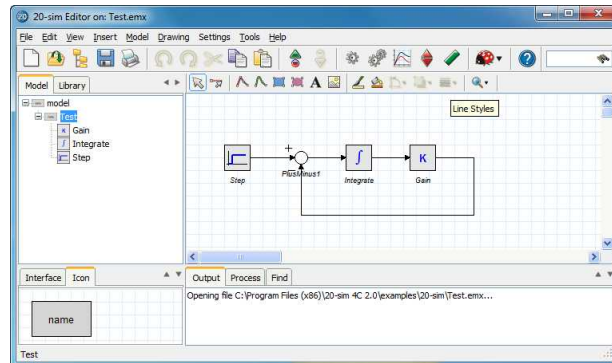 20-sim Editor on: Test.emx
File Edit View Insert Model Drawing Settings Tools Help
Model Library
model
Test
Gain
Integrate
Step
A
Line Styles
K
Step
PlusMinus1
Integrate
Gain
Interface Icon
name
Output Process Find
Opening file C:\Program Files (x86)\20-sim 4C 2.0\examples\20-sim\Test.emx...
Test